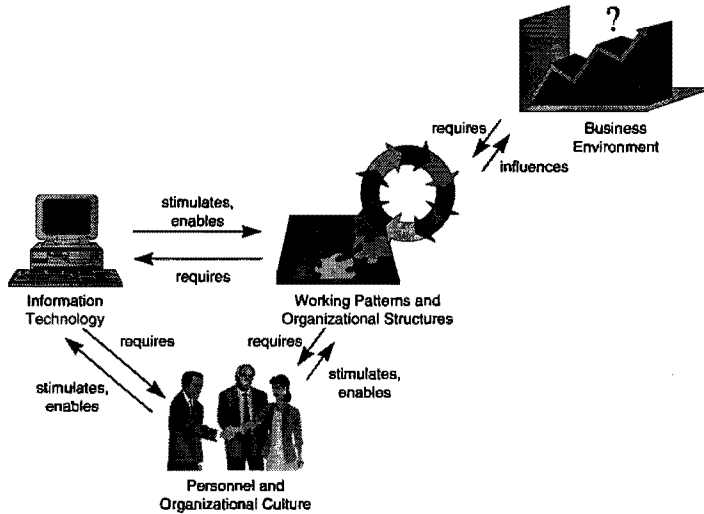 ?
requires
Business
Environment
influences
stimulates,
enables
requires
Information
Technology
Working Patterns and
Organizational Structures
requires
requires
stimulates,
enables
stimulates,
enables
Personnel and
Organizational Culture